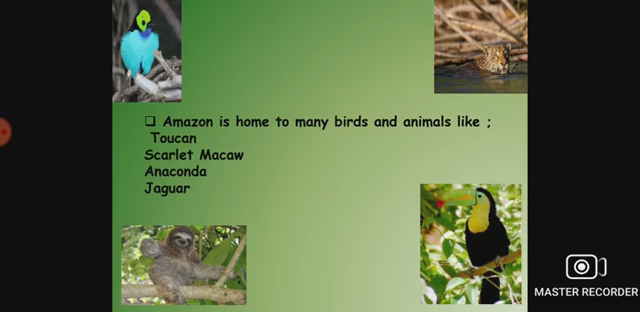 ❑ Amazon is home to many birds and animals like ;
Toucan
Scarlet Macaw
Anaconda
Jaguar
MASTER RECORDER